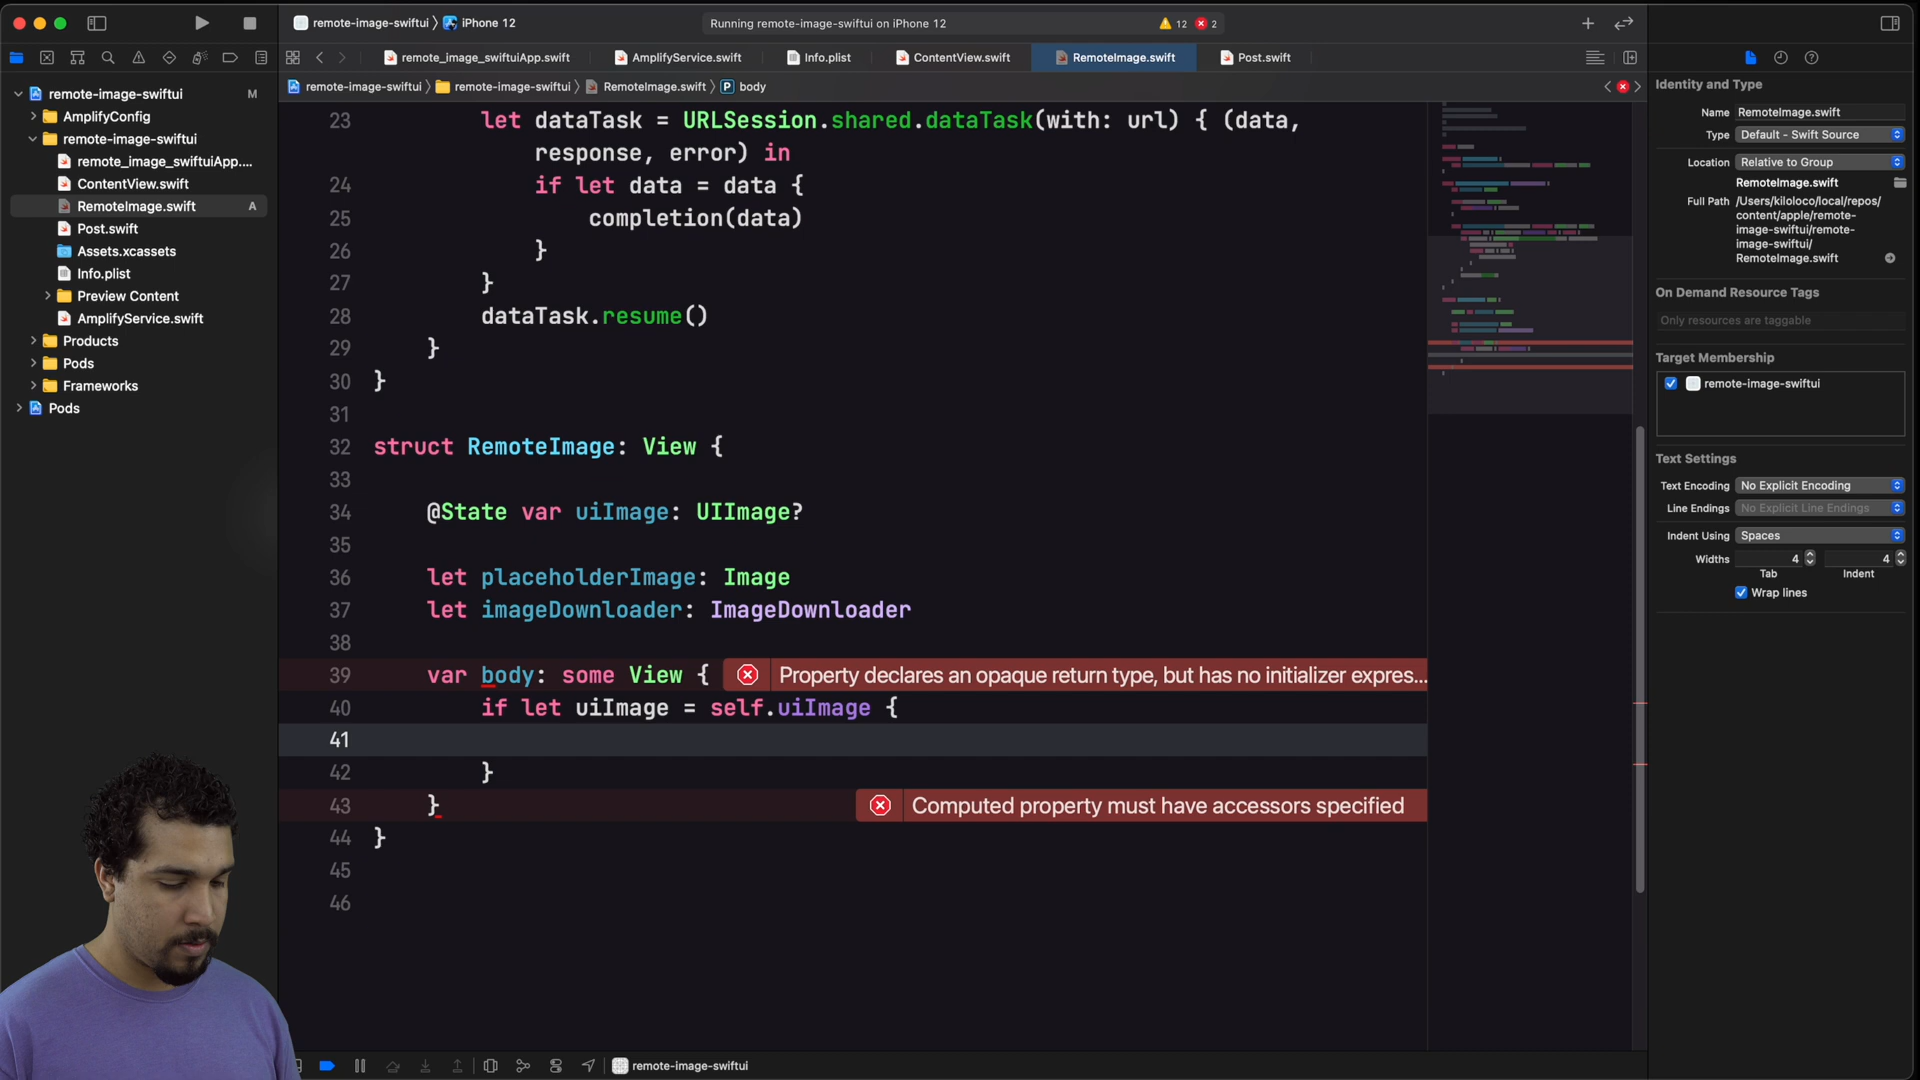 remote-image-swiftui 〉 iPhone 12
Running remote-image-swiftui on iPhone 12
12 2
remote_image_swiftuiApp.swift
AmplifyService.swift
Info.plist
ContentView.swift
RemoteImage.swift
Post.swift
remote-image-swiftui 〉 remote-image-swiftui 〉 RemoteImage.swift 〉 P body
remote-image-swiftui M
AmplifyConfig
remote-image-swiftui
remote_image_swiftuiApp....
ContentView.swift
RemoteImage.swift A
Post.swift
Assets.xcassets
Info.plist
Preview Content
AmplifyService.swift
Products
Pods
Frameworks
Pods
23 let dataTask = URLSession.shared.dataTask(with: url) { (data,
response, error) in
24 if let data = data {
25 completion(data)
26 }
27 }
28 dataTask.resume()
29 }
30 }
31
32 struct RemoteImage: View {
33
34 @State var uiImage: UIImage?
35
36 let placeholderImage: Image
37 let imageDownloader: ImageDownloader
38
39 var body: some View { Property declares an opaque return type, but has no initializer expres...
40 if let uiImage = self.uiImage {
41
42 }
43 } Computed property must have accessors specified
44 }
45
46
remote-image-swiftui
Identity and Type
Name RemoteImage.swift
Type Default - Swift Source
Location Relative to Group
RemoteImage.swift
Full Path /Users/kiloloco/local/repos/
content/apple/remote-
image-swiftui/remote-
image-swiftui/
RemoteImage.swift
On Demand Resource Tags
Only resources are taggable
Target Membership
remote-image-swiftui
Text Settings
Text Encoding No Explicit Encoding
Line Endings No Explicit Line Endings
Indent Using Spaces
Widths 4 4
Tab Indent
Wrap lines